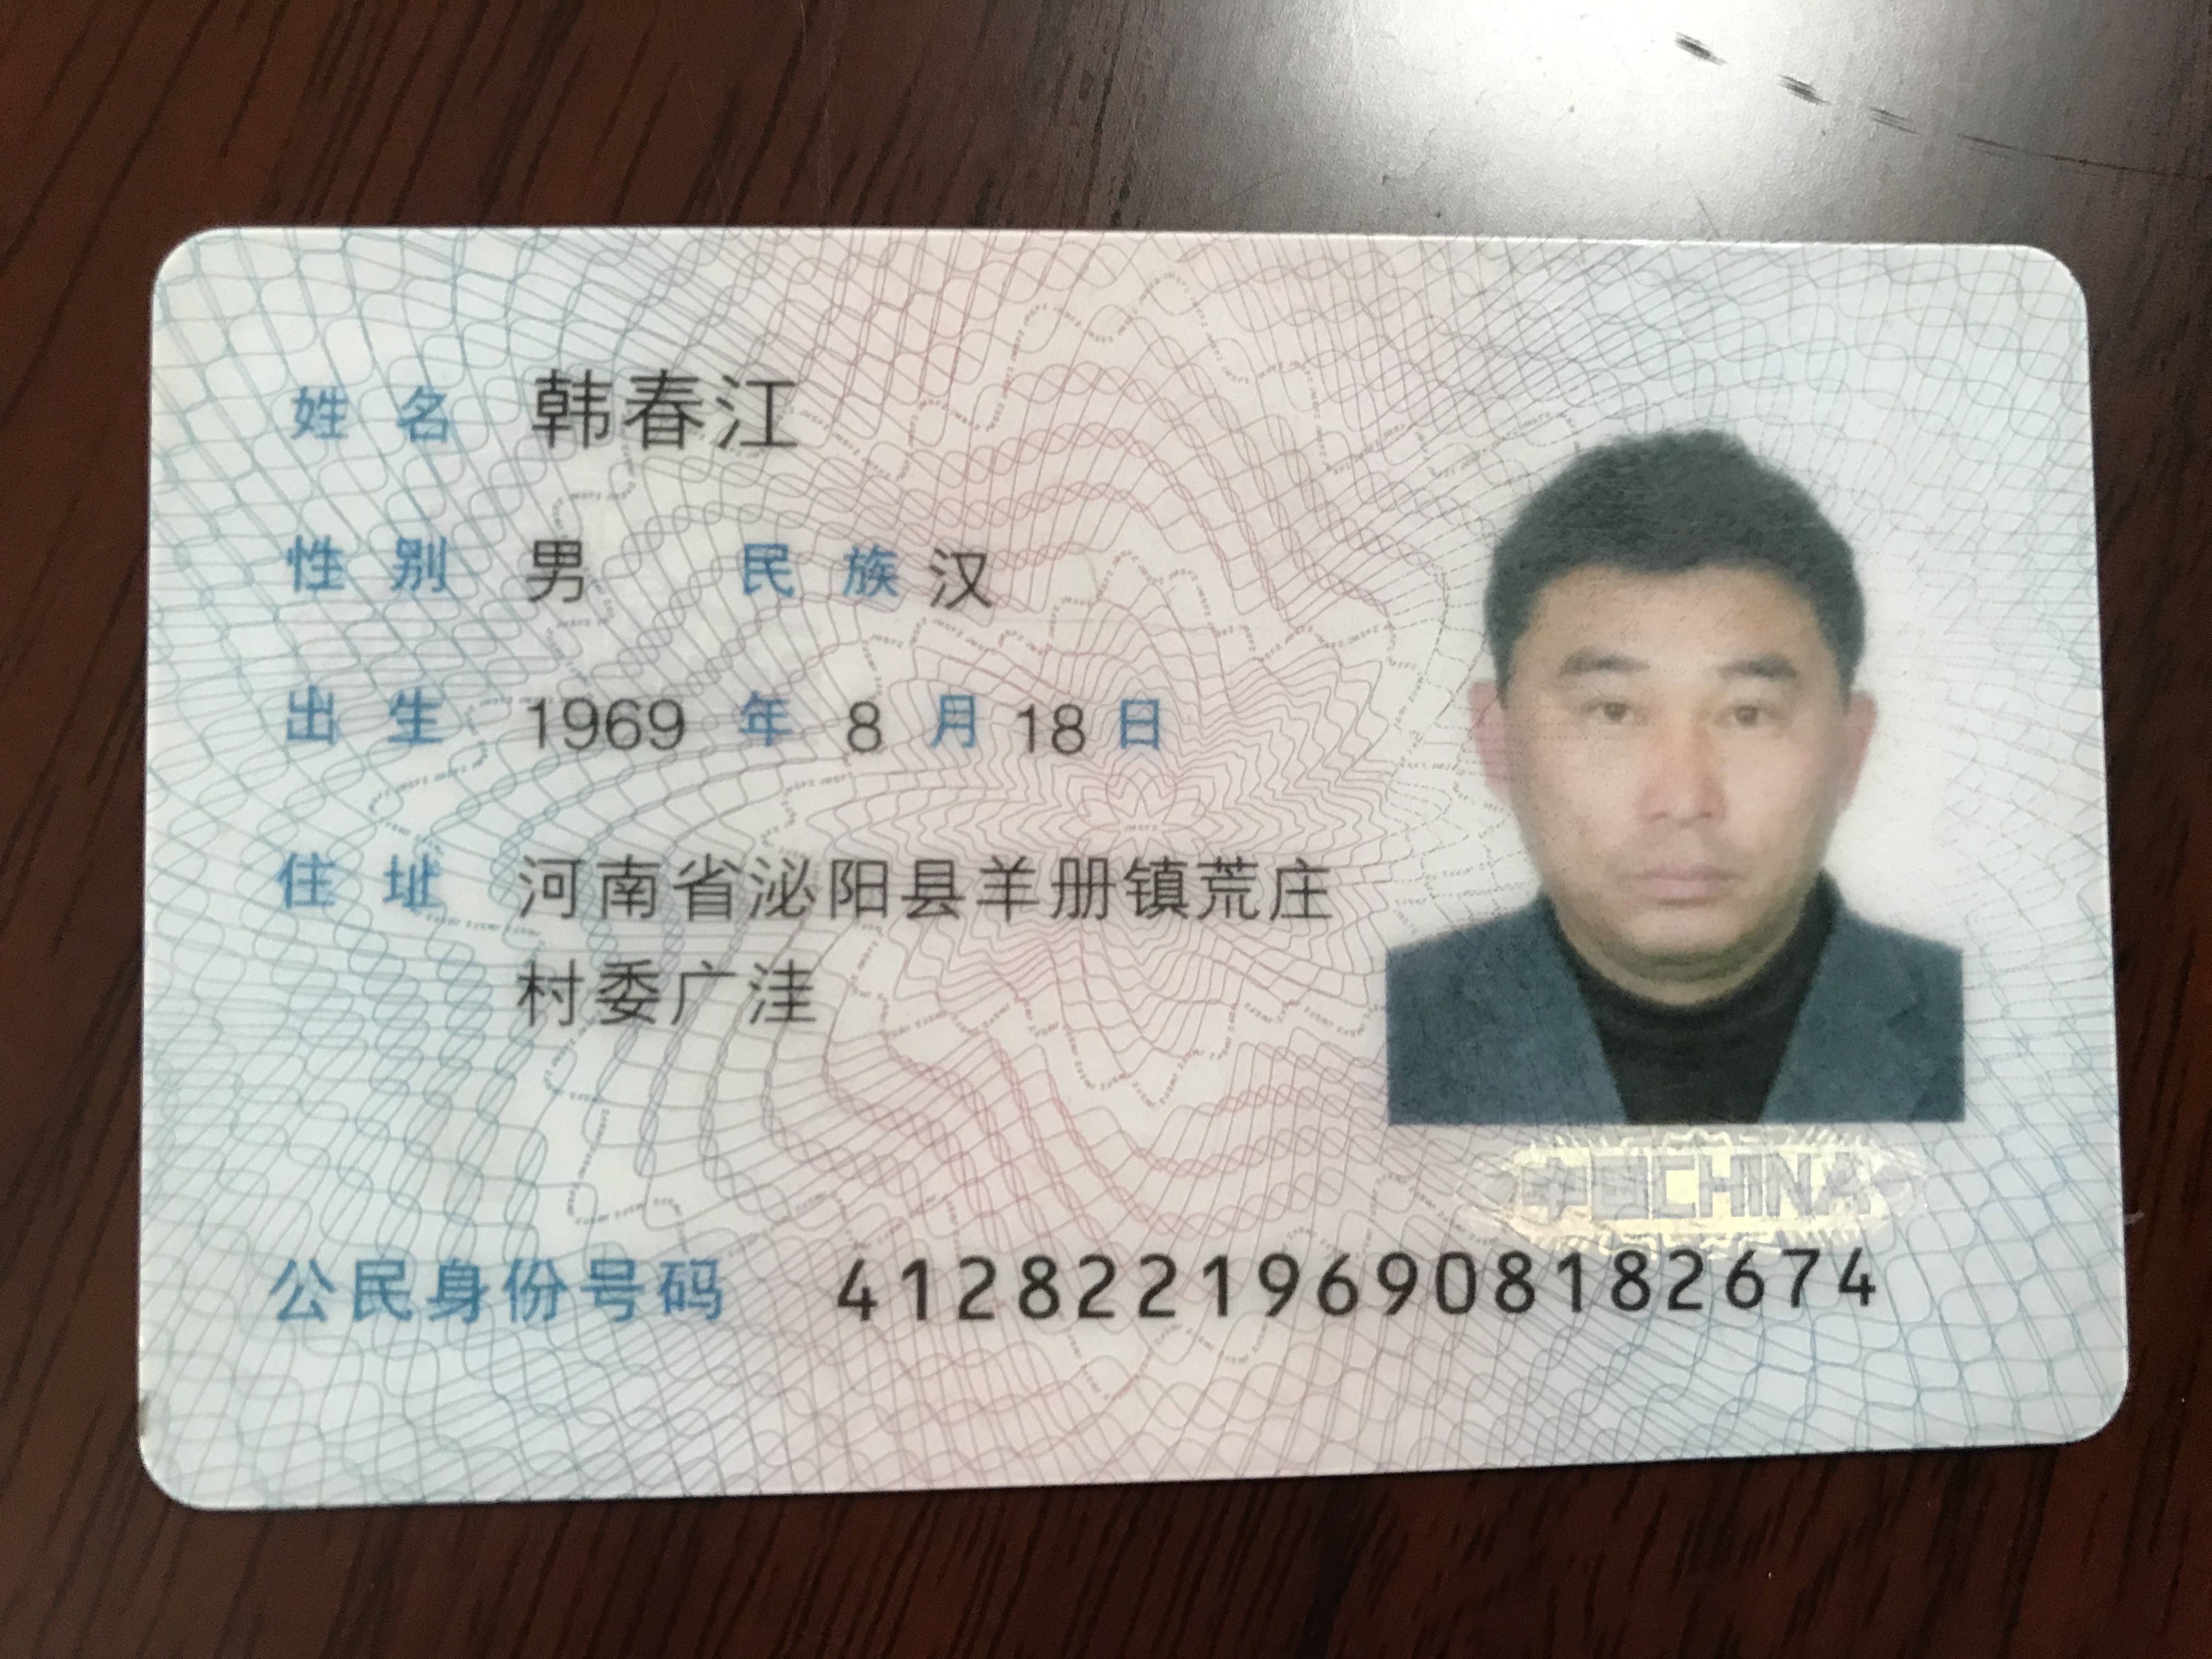 姓名 韩春江
性别 男 民族 汉
出生 1969 年 8 月 18 日
住址 河南省泌阳县羊册镇荒庄
村委广洼
中国CHINA
公民身份号码 412822196908182674